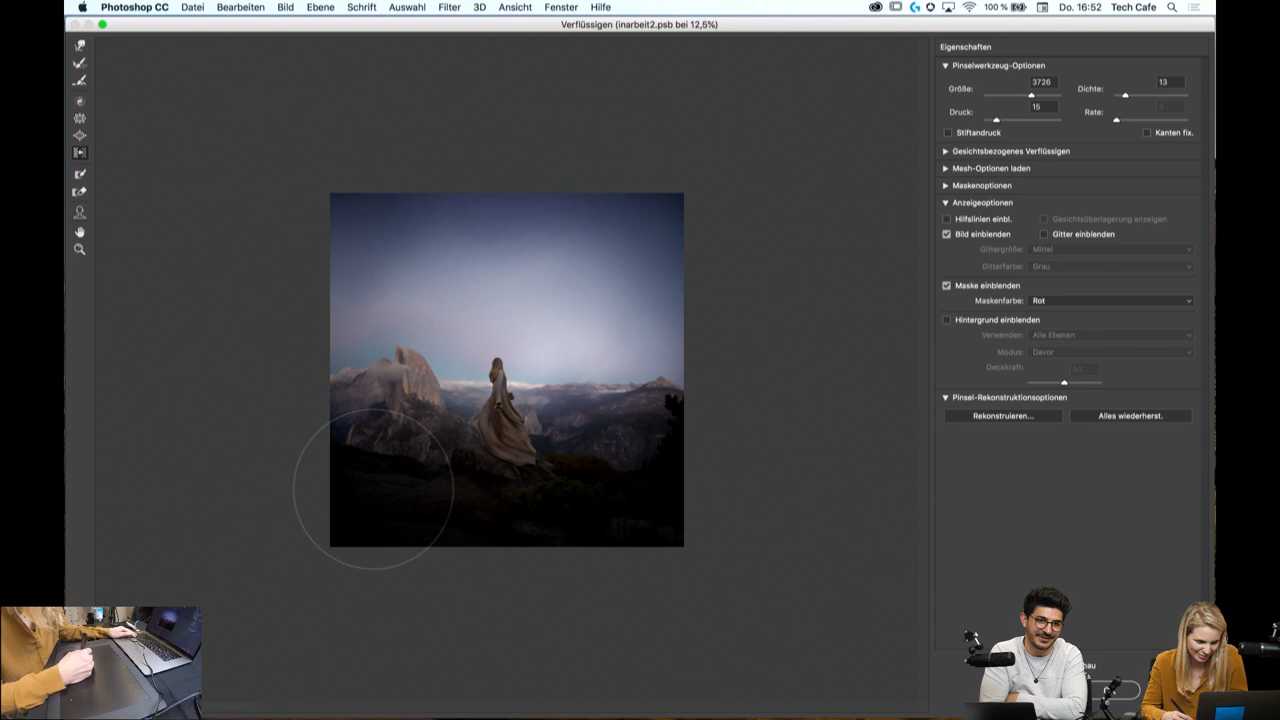 Photoshop CC Datei Bearbeiten Bild Ebene Schrift Auswahl Filter 3D Ansicht Fenster Hilfe 100 % Do. 16:52 Tech Cafe
Verflüssigen (inarbeit2.psb bei 12,5%)
Eigenschaften
Pinselwerkzeug-Optionen
Größe: 3726 Dichte: 13
Druck: 15 Rate: 0
Stiftandruck Kanten fix.
Gesichtsbezogenes Verflüssigen
Mesh-Optionen laden
Maskenoptionen
Anzeigeoptionen
Hilfslinien einbl. Gesichtsüberlagerung anzeigen
Bild einblenden Gitter einblenden
Gittergröße: Mittel
Gitterfarbe: Grau
Maske einblenden
Maskenfarbe: Rot
Hintergrund einblenden
Verwenden: Alle Ebenen
Modus: Davor
Deckkraft: 50
Pinsel-Rekonstruktionsoptionen
Rekonstruieren... Alles wiederherst.